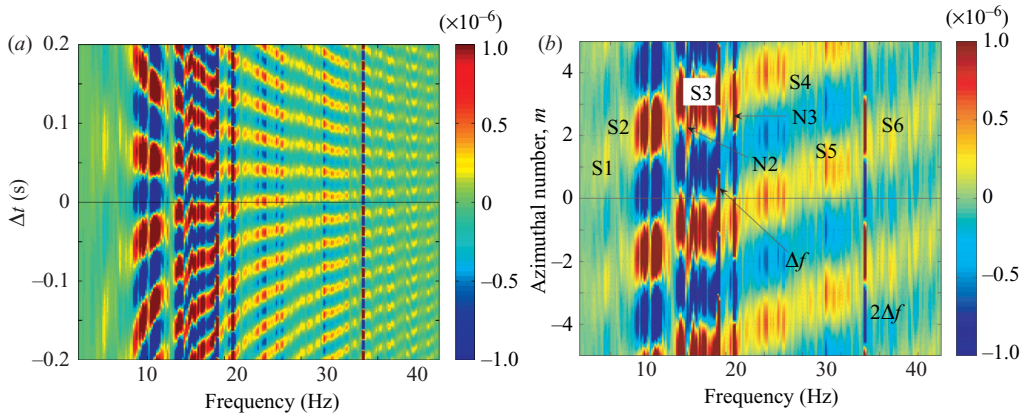 (a)
(×10⁻⁶)
0.2
0.1
0
−0.1
−0.2
Δt (s)
10 20 30 40
Frequency (Hz)
1.0
0.5
0
−0.5
−1.0
(b)
(×10⁻⁶)
4
2
0
−2
−4
Azimuthal number, m
S1
S2
S3
S4
S5
S6
N2
N3
Δf
2Δf
10 20 30 40
Frequency (Hz)
1.0
0.5
0
−0.5
−1.0